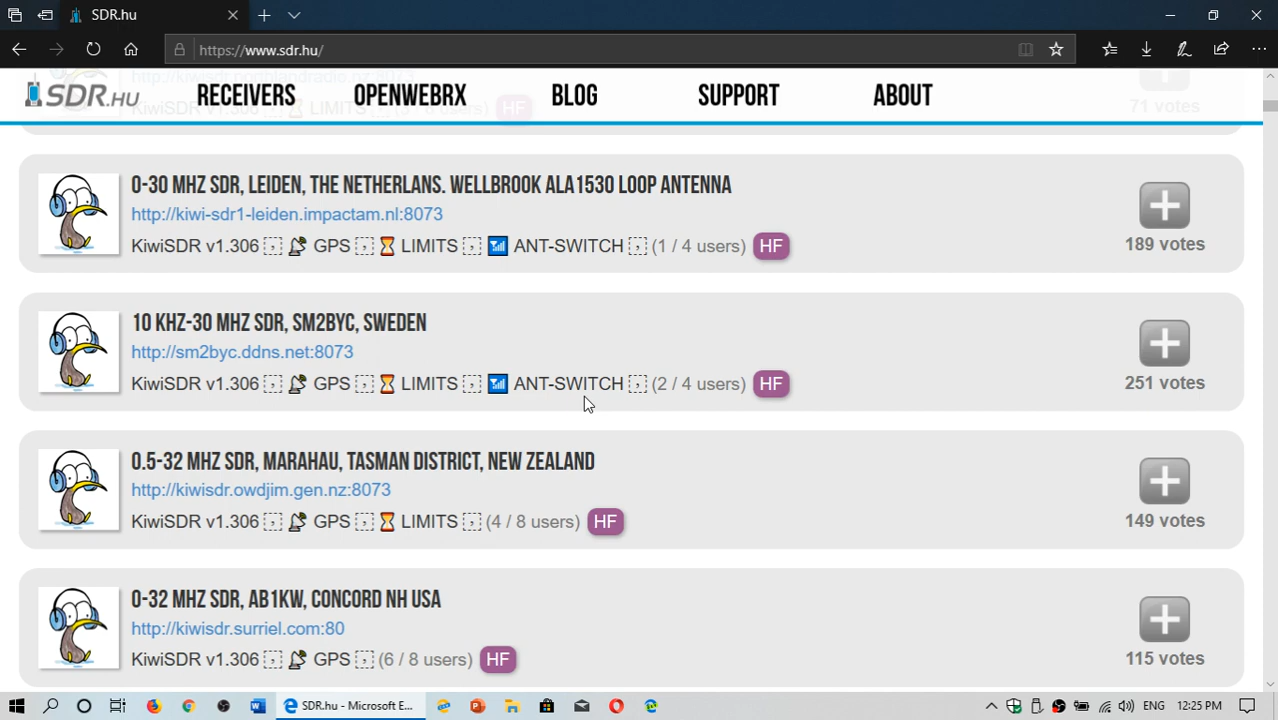 SDR.hu
https://www.sdr.hu/
http://kiwisdr.northlandradio.nz:8073
SDR.HU RECEIVERS OPENWEBRX BLOG SUPPORT ABOUT
71 votes
0-30 MHZ SDR, LEIDEN, THE NETHERLANS. WELLBROOK ALA1530 LOOP ANTENNA
http://kiwi-sdr1-leiden.impactam.nl:8073
KiwiSDR v1.306 , GPS , LIMITS , ANT-SWITCH , (1 / 4 users) HF
189 votes
10 KHZ-30 MHZ SDR, SM2BYC, SWEDEN
http://sm2byc.ddns.net:8073
KiwiSDR v1.306 , GPS , LIMITS , ANT-SWITCH , (2 / 4 users) HF
251 votes
0.5-32 MHZ SDR, MARAHAU, TASMAN DISTRICT, NEW ZEALAND
http://kiwisdr.owdjim.gen.nz:8073
KiwiSDR v1.306 , GPS , LIMITS , (4 / 8 users) HF
149 votes
0-32 MHZ SDR, AB1KW, CONCORD NH USA
http://kiwisdr.surriel.com:80
KiwiSDR v1.306 , GPS , (6 / 8 users) HF
115 votes
SDR.hu - Microsoft E... ENG 12:25 PM